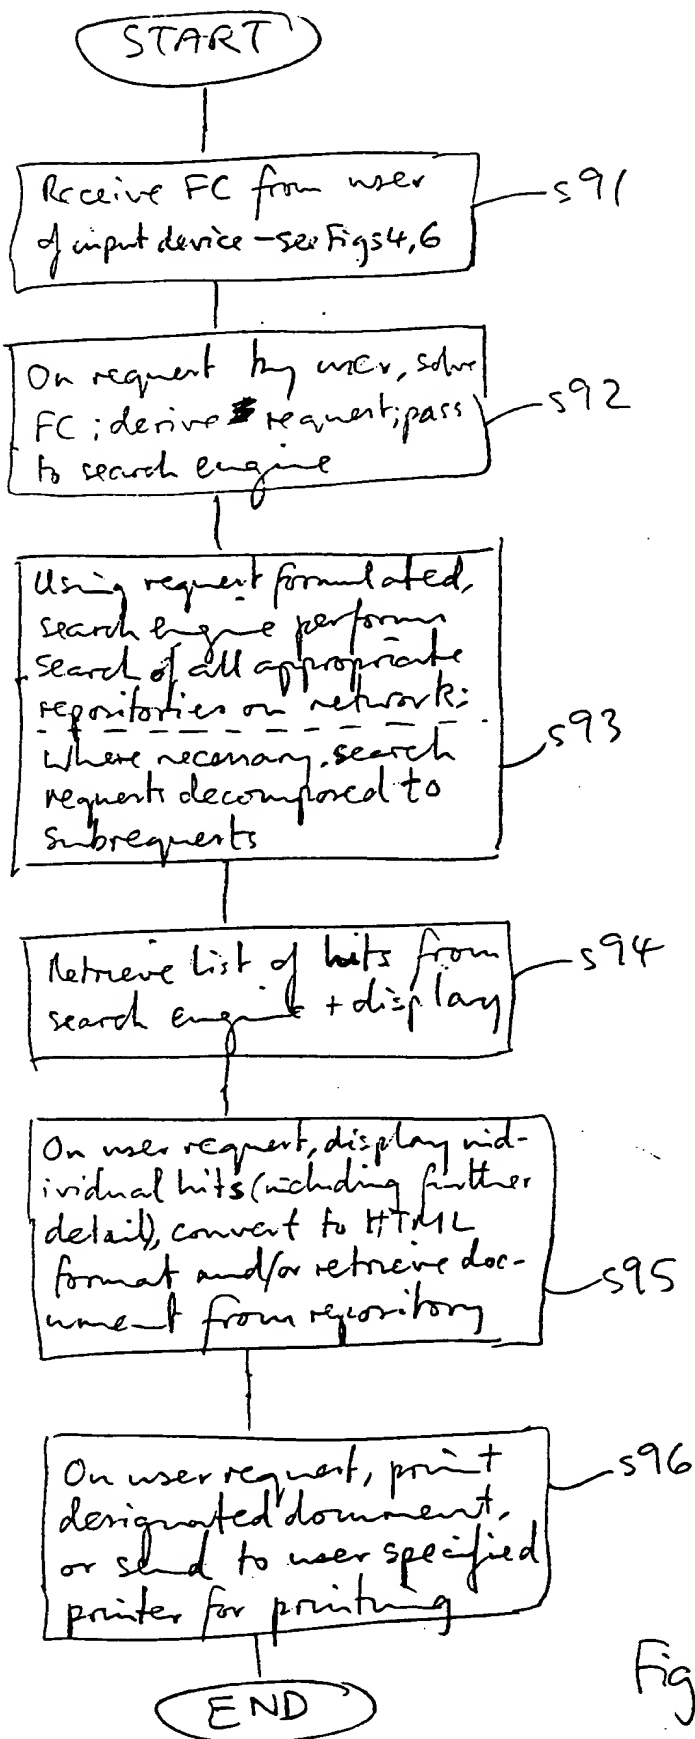 START
Receive FC from user
of input device - see Figs 4, 6
s91
On request by user, solve
FC; derive request; pass
to search engine
s92
Using request formulated,
search engine performs
search of all appropriate
repositories on network:
where necessary, search
requests decomposed to
subrequests
s93
Retrieve list of hits from
search engine + display
s94
On user request, display ind-
ividual hits (including further
detail), convert to HTML
format and/or retrieve doc-
ument from repository
s95
On user request, print
designated document,
or send to user specified
printer for printing
s96
END
Fig